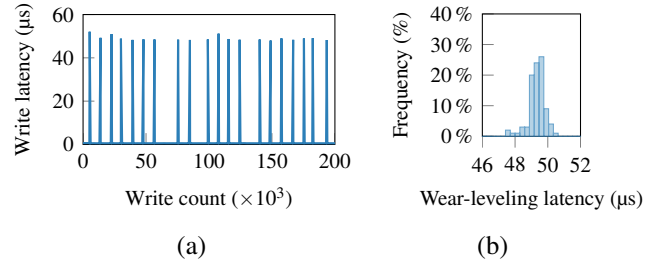 60
40
20
0
0 50 100 150 200
Write latency (μs)
Write count (×10³)
(a)
40 %
30 %
20 %
10 %
0 %
46 48 50 52
Frequency (%)
Wear-leveling latency (μs)
(b)